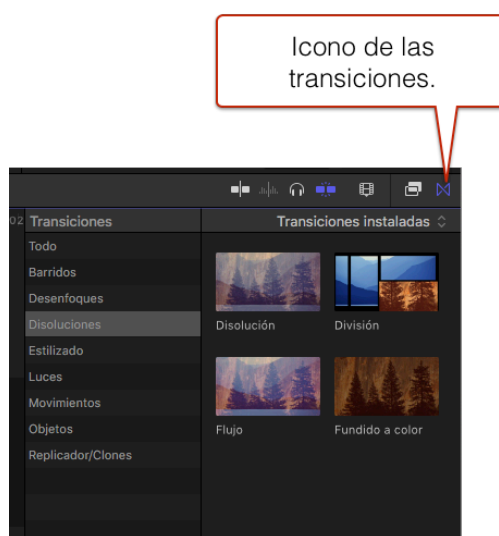 Icono de las
transiciones.
02 Transiciones
Transiciones instaladas
Todo
Barridos
Desenfoques
Disoluciones
Estilizado
Luces
Movimientos
Objetos
Replicador/Clones
Disolución
División
Flujo
Fundido a color